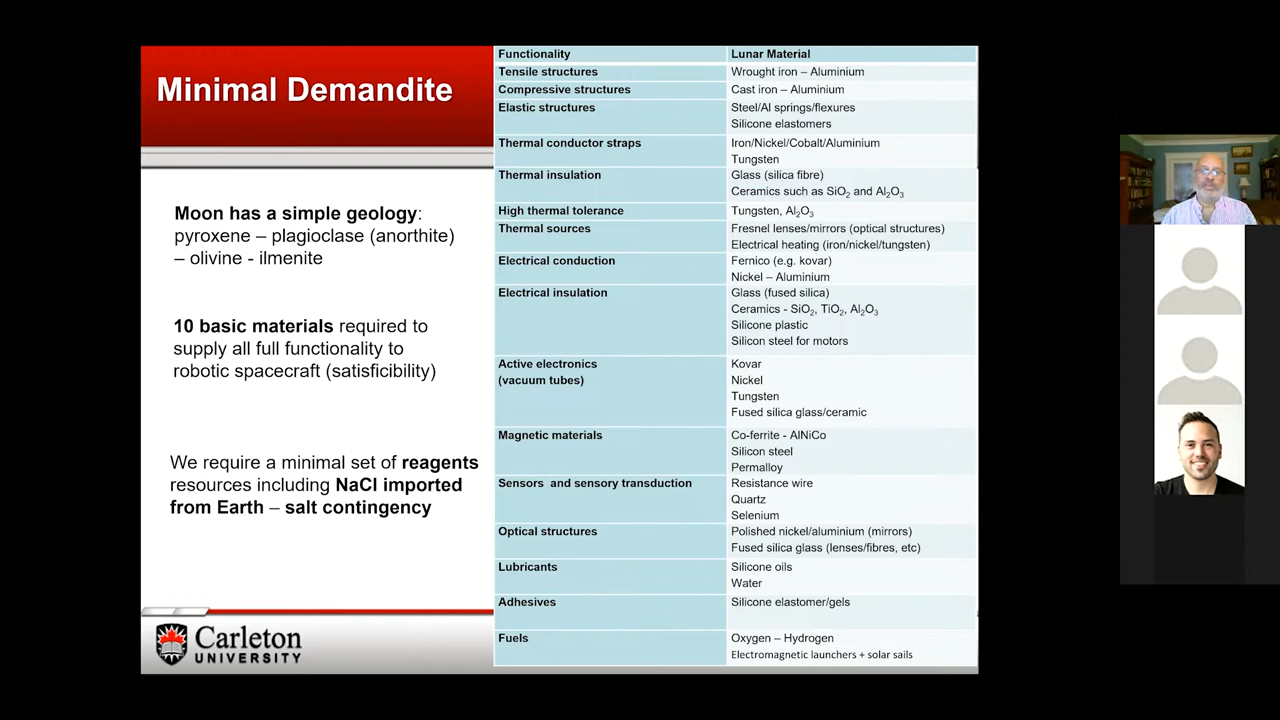 Minimal Demandite
Moon has a simple geology:
pyroxene – plagioclase (anorthite)
– olivine - ilmenite
10 basic materials required to
supply all full functionality to
robotic spacecraft (satisficibility)
We require a minimal set of reagents
resources including NaCl imported
from Earth – salt contingency
Carleton
UNIVERSITY
Functionality Lunar Material
Tensile structures Wrought iron – Aluminium
Compressive structures Cast iron – Aluminium
Elastic structures Steel/Al springs/flexures
Silicone elastomers
Thermal conductor straps Iron/Nickel/Cobalt/Aluminium
Tungsten
Thermal insulation Glass (silica fibre)
Ceramics such as SiO₂ and Al₂O₃
High thermal tolerance Tungsten, Al₂O₃
Thermal sources Fresnel lenses/mirrors (optical structures)
Electrical heating (iron/nickel/tungsten)
Electrical conduction Fernico (e.g. kovar)
Nickel – Aluminium
Electrical insulation Glass (fused silica)
Ceramics - SiO₂, TiO₂, Al₂O₃
Silicone plastic
Silicon steel for motors
Active electronics Kovar
(vacuum tubes) Nickel
Tungsten
Fused silica glass/ceramic
Magnetic materials Co-ferrite - AlNiCo
Silicon steel
Permalloy
Sensors and sensory transduction Resistance wire
Quartz
Selenium
Optical structures Polished nickel/aluminium (mirrors)
Fused silica glass (lenses/fibres, etc)
Lubricants Silicone oils
Water
Adhesives Silicone elastomer/gels
Fuels Oxygen – Hydrogen
Electromagnetic launchers + solar sails